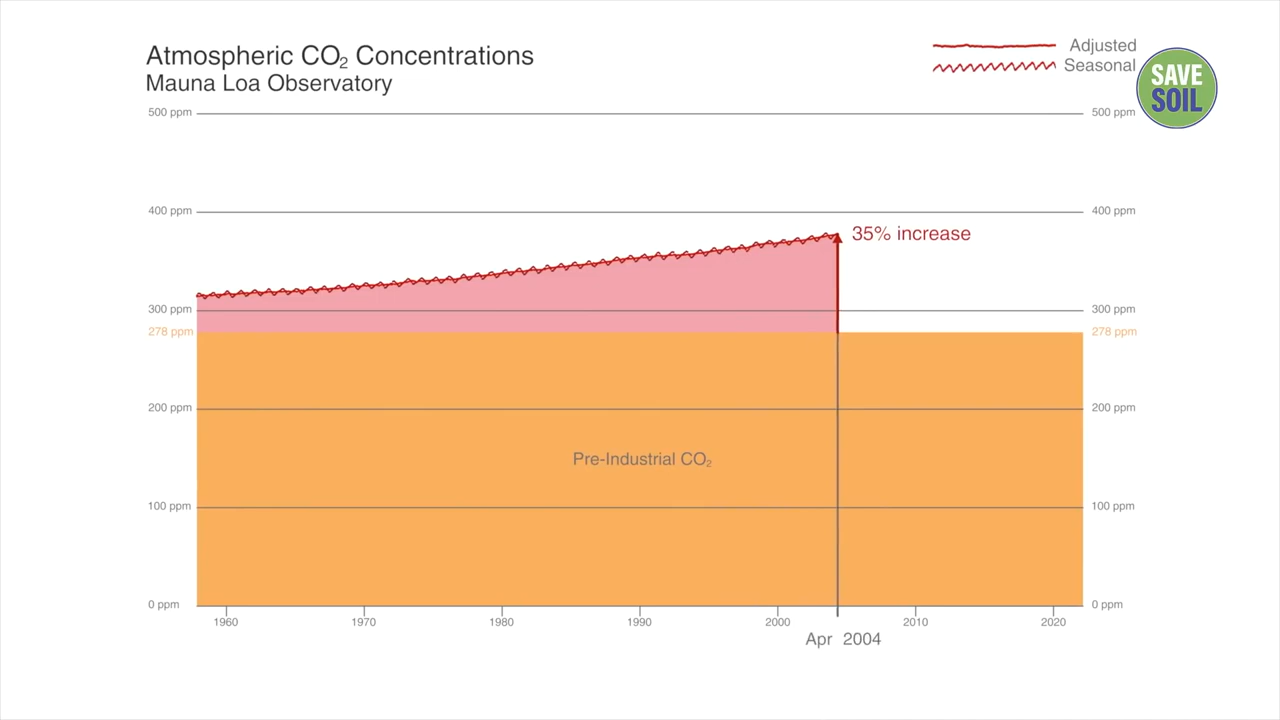 Atmospheric CO₂ Concentrations
Mauna Loa Observatory
Adjusted
Seasonal
SAVE
SOIL
500 ppm
500 ppm
400 ppm
400 ppm
35% increase
300 ppm
300 ppm
278 ppm
278 ppm
200 ppm
200 ppm
Pre-Industrial CO₂
100 ppm
100 ppm
0 ppm
0 ppm
1960 1970 1980 1990 2000 2010 2020
Apr 2004